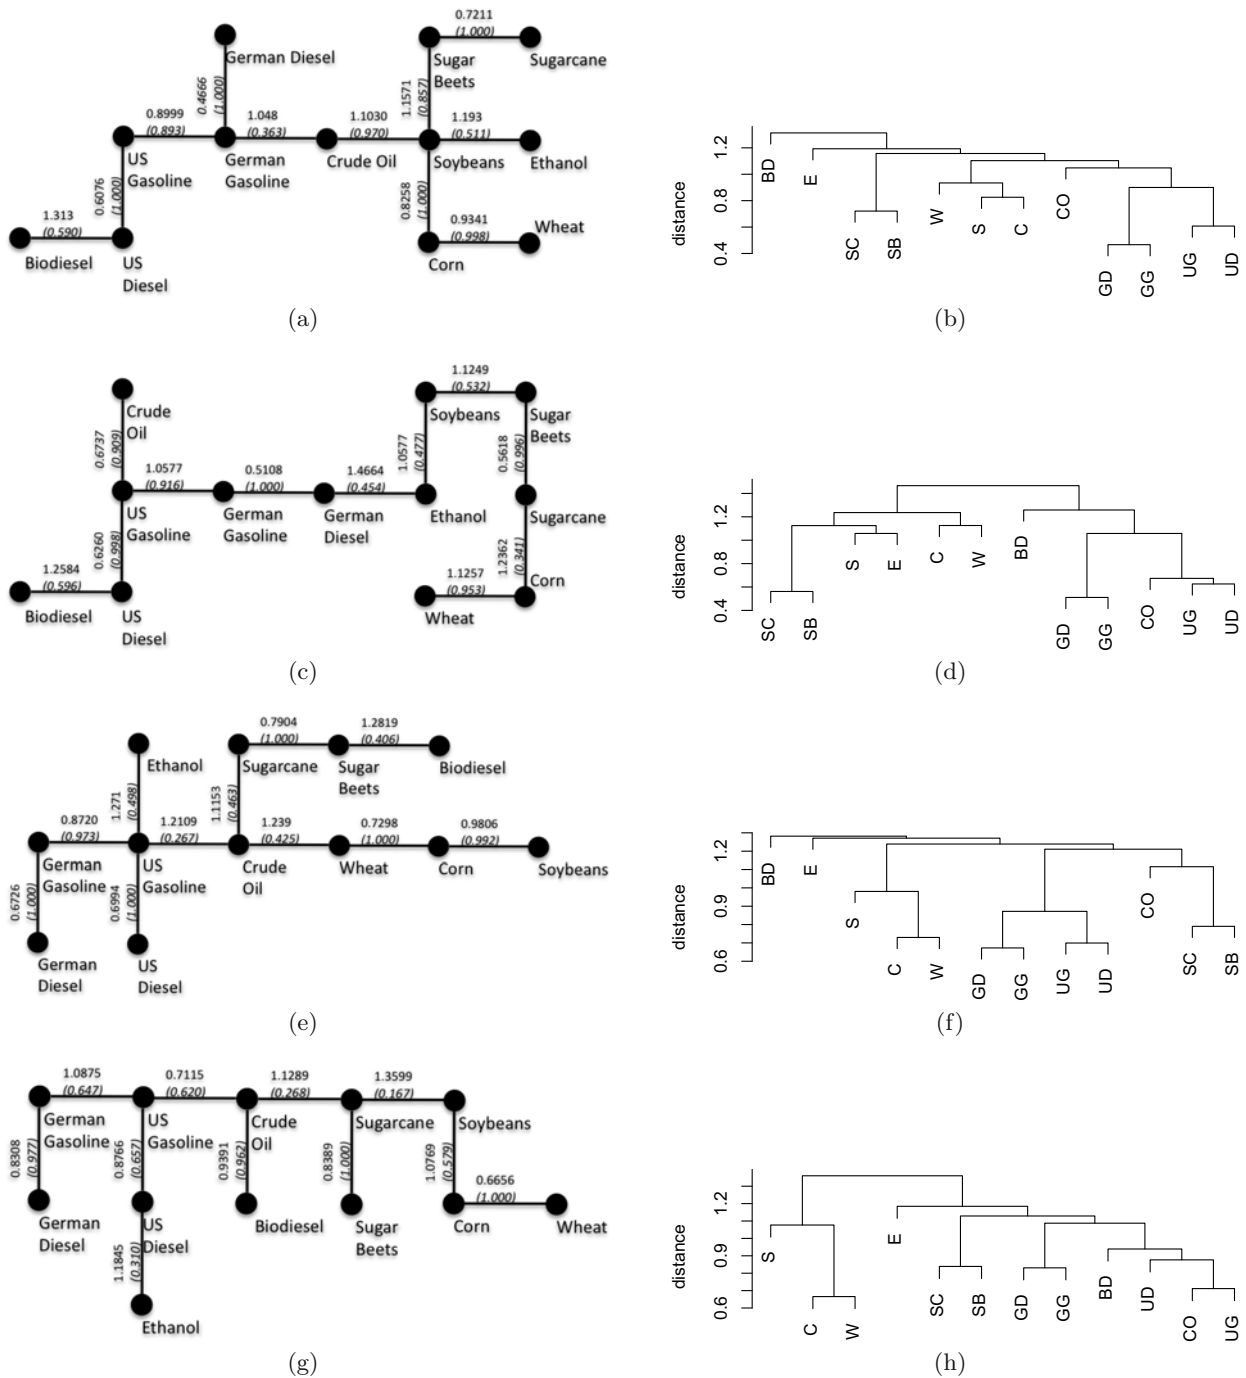 0.7211
(1.000)
German Diesel
Sugar
Beets
Sugarcane
0.4666
(1.000)
1.1571
(0.857)
0.8999
(0.893)
1.048
(0.363)
1.1030
(0.970)
1.193
(0.511)
US
Gasoline
German
Gasoline
Crude Oil
Soybeans
Ethanol
0.6076
(1.000)
0.8258
(1.000)
1.313
(0.590)
0.9341
(0.998)
Wheat
Biodiesel
US
Diesel
Corn
(a)
distance
0.4
0.8
1.2
BD
E
SC
SB
W
S
C
CO
GD
GG
UG
UD
(b)
1.1249
(0.532)
Crude
Oil
Soybeans
Sugar
Beets
0.6737
(0.909)
1.0577
(0.477)
0.5618
(0.996)
1.0577
(0.916)
0.5108
(1.000)
1.4664
(0.454)
US
Gasoline
German
Gasoline
German
Diesel
Ethanol
Sugarcane
0.6260
(0.998)
1.2362
(0.341)
1.2584
(0.596)
1.1257
(0.953)
Corn
Biodiesel
US
Diesel
Wheat
(c)
distance
0.4
0.8
1.2
SC
SB
S
E
C
W
BD
GD
GG
CO
UG
UD
(d)
0.7904
(1.000)
1.2819
(0.406)
Ethanol
Sugarcane
Sugar
Beets
Biodiesel
1.271
(0.498)
1.1153
(0.463)
0.8720
(0.973)
1.2109
(0.267)
1.239
(0.425)
0.7298
(1.000)
0.9806
(0.992)
German
Gasoline
US
Gasoline
Crude
Oil
Wheat
Corn
Soybeans
0.6726
(1.000)
0.6994
(1.000)
German
Diesel
US
Diesel
(e)
distance
0.6
0.9
1.2
BD
E
S
C
W
GD
GG
UG
UD
CO
SC
SB
(f)
1.0875
(0.647)
0.7115
(0.620)
1.1289
(0.268)
1.3599
(0.167)
German
Gasoline
US
Gasoline
Crude
Oil
Sugarcane
Soybeans
0.8308
(0.977)
0.8766
(0.657)
0.9391
(0.962)
0.8389
(1.000)
1.0769
(0.579)
0.6656
(1.000)
German
Diesel
US
Diesel
Biodiesel
Sugar
Beets
Corn
Wheat
1.1845
(0.310)
Ethanol
(g)
distance
0.6
0.9
1.2
S
C
W
E
SC
SB
GD
GG
BD
UD
CO
UG
(h)